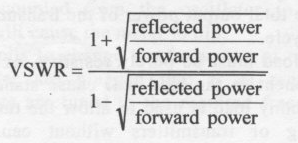 1+√(reflected power / forward power)
VSWR = ────────────
1-√(reflected power / forward power)